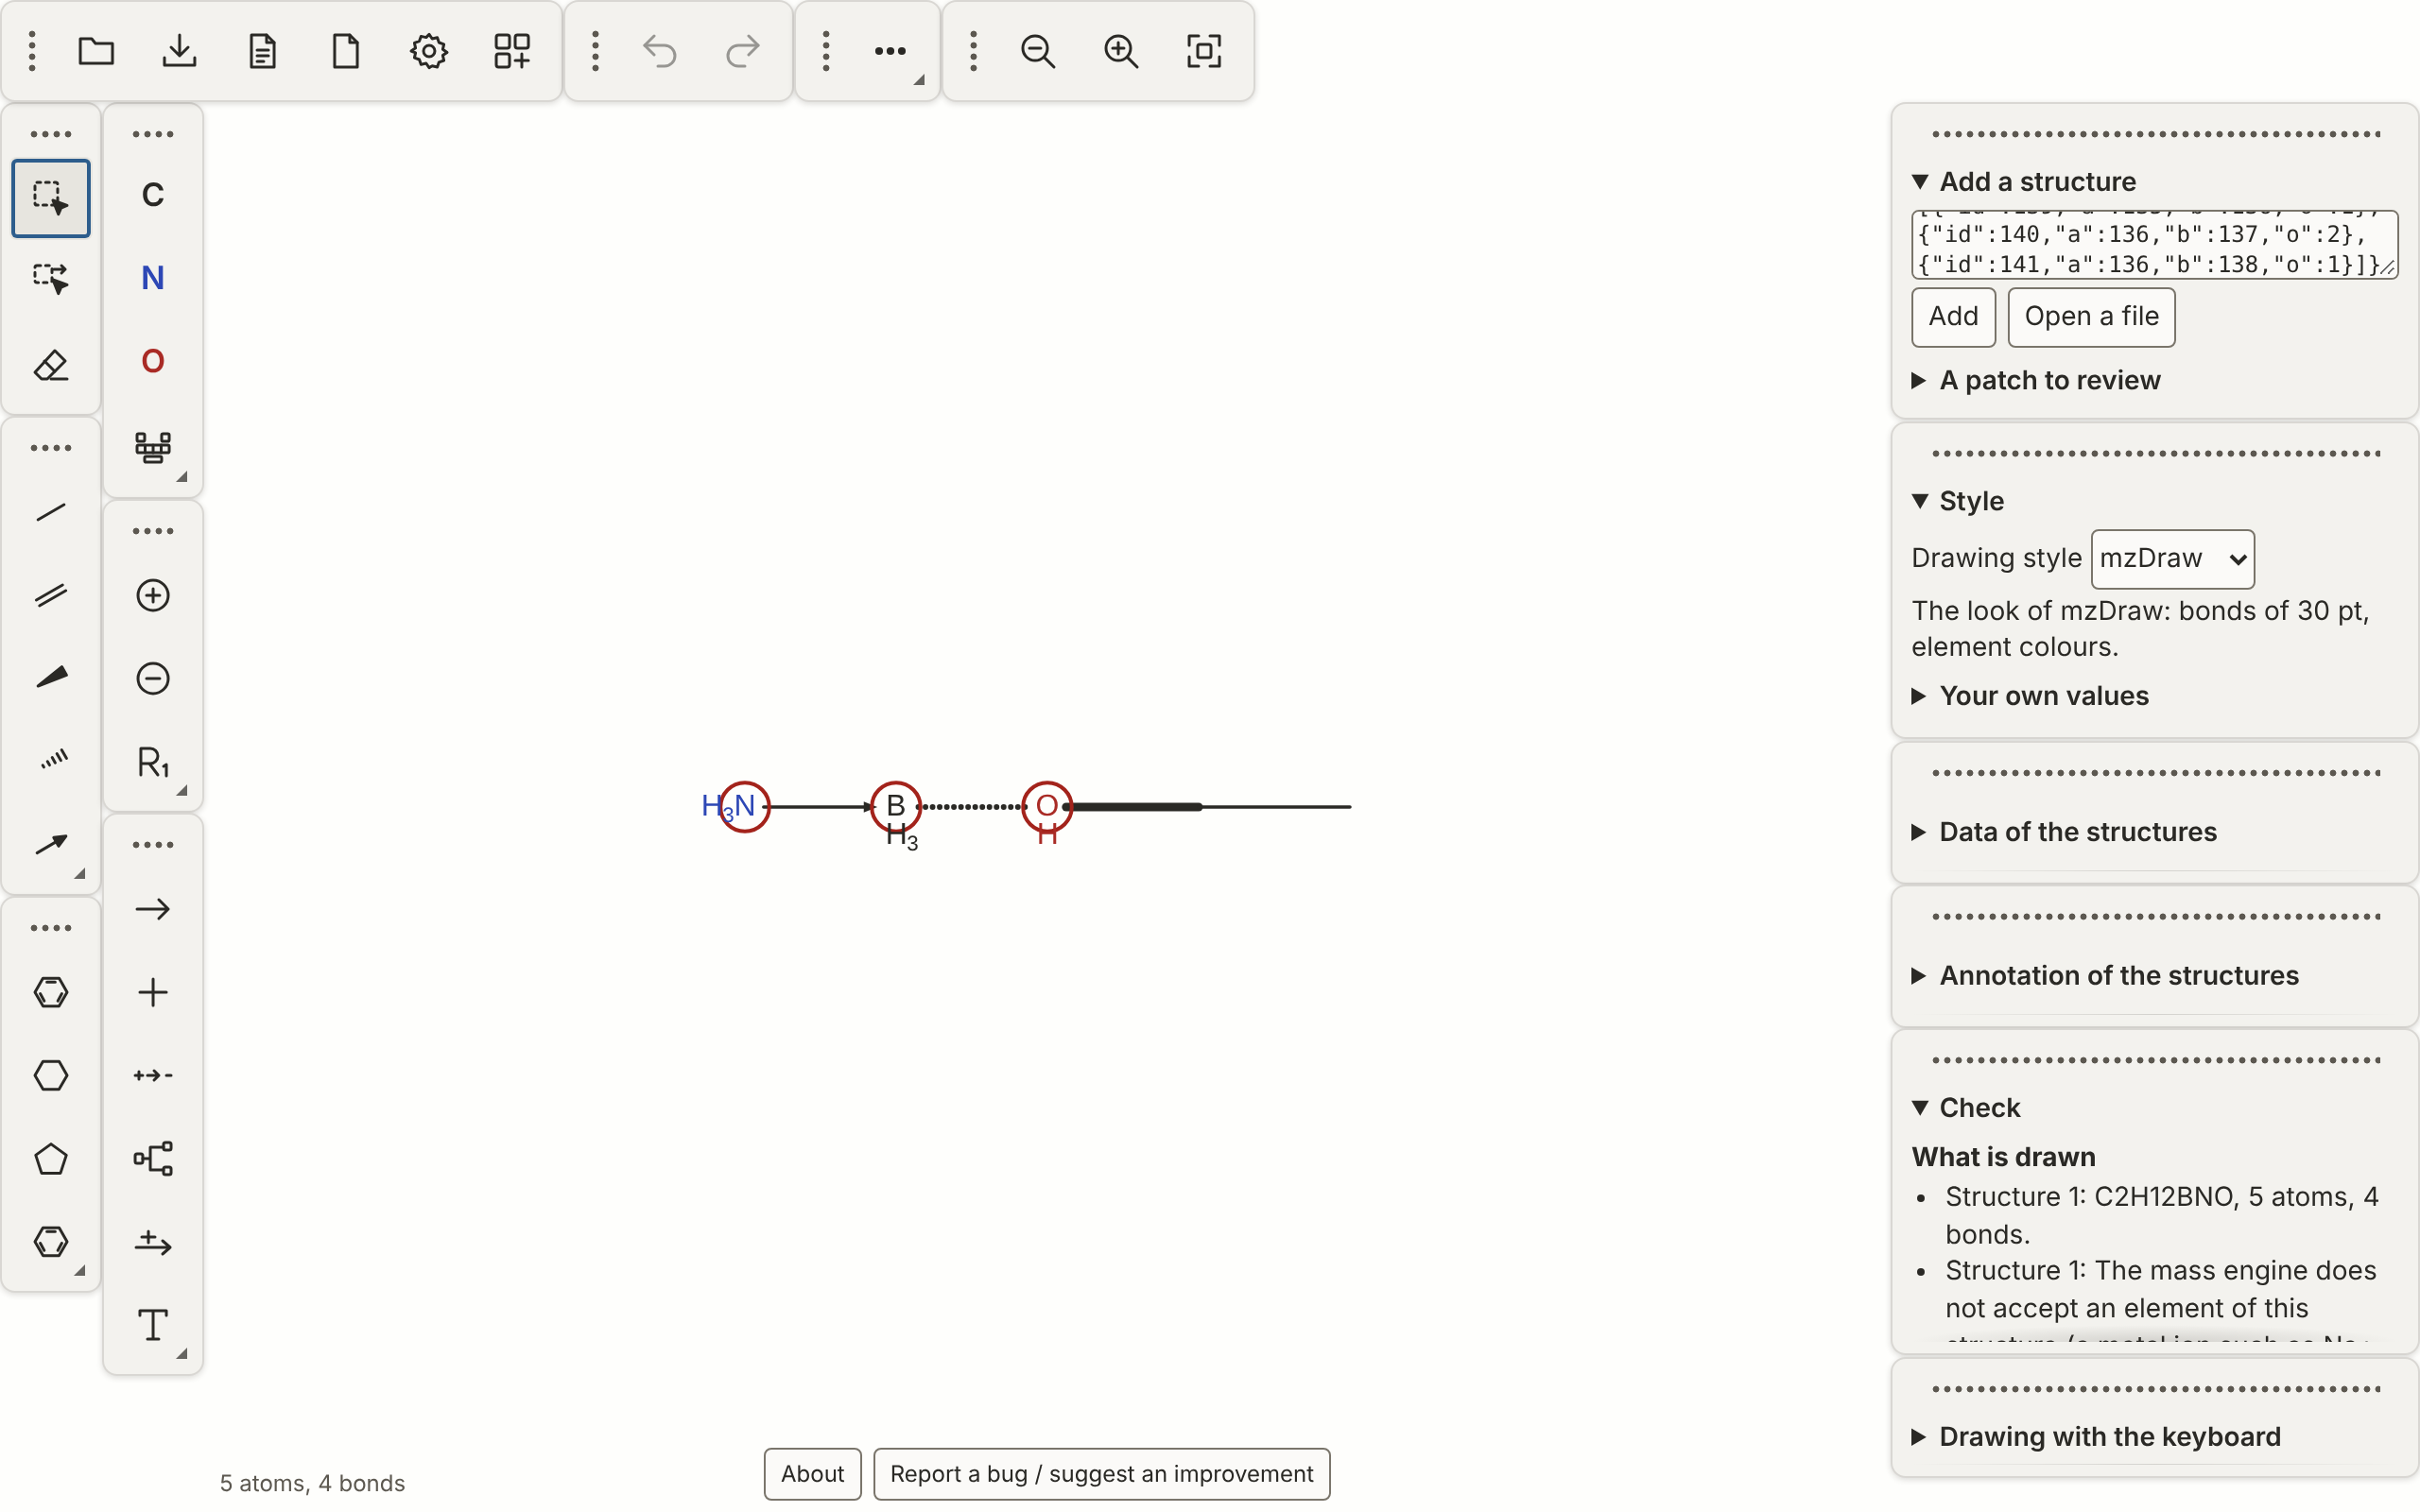 C
N
O
R1
T
Add a structure
{"id":140,"a":136,"b":137,"o":2},
{"id":141,"a":136,"b":138,"o":1}]}
Add
Open a file
A patch to review
Style
Drawing style mzDraw
The look of mzDraw: bonds of 30 pt,
element colours.
Your own values
Data of the structures
Annotation of the structures
Check
What is drawn
• Structure 1: C2H12BNO, 5 atoms, 4
bonds.
• Structure 1: The mass engine does
not accept an element of this
Drawing with the keyboard
H3N B O
H3 H
5 atoms, 4 bonds
About
Report a bug / suggest an improvement